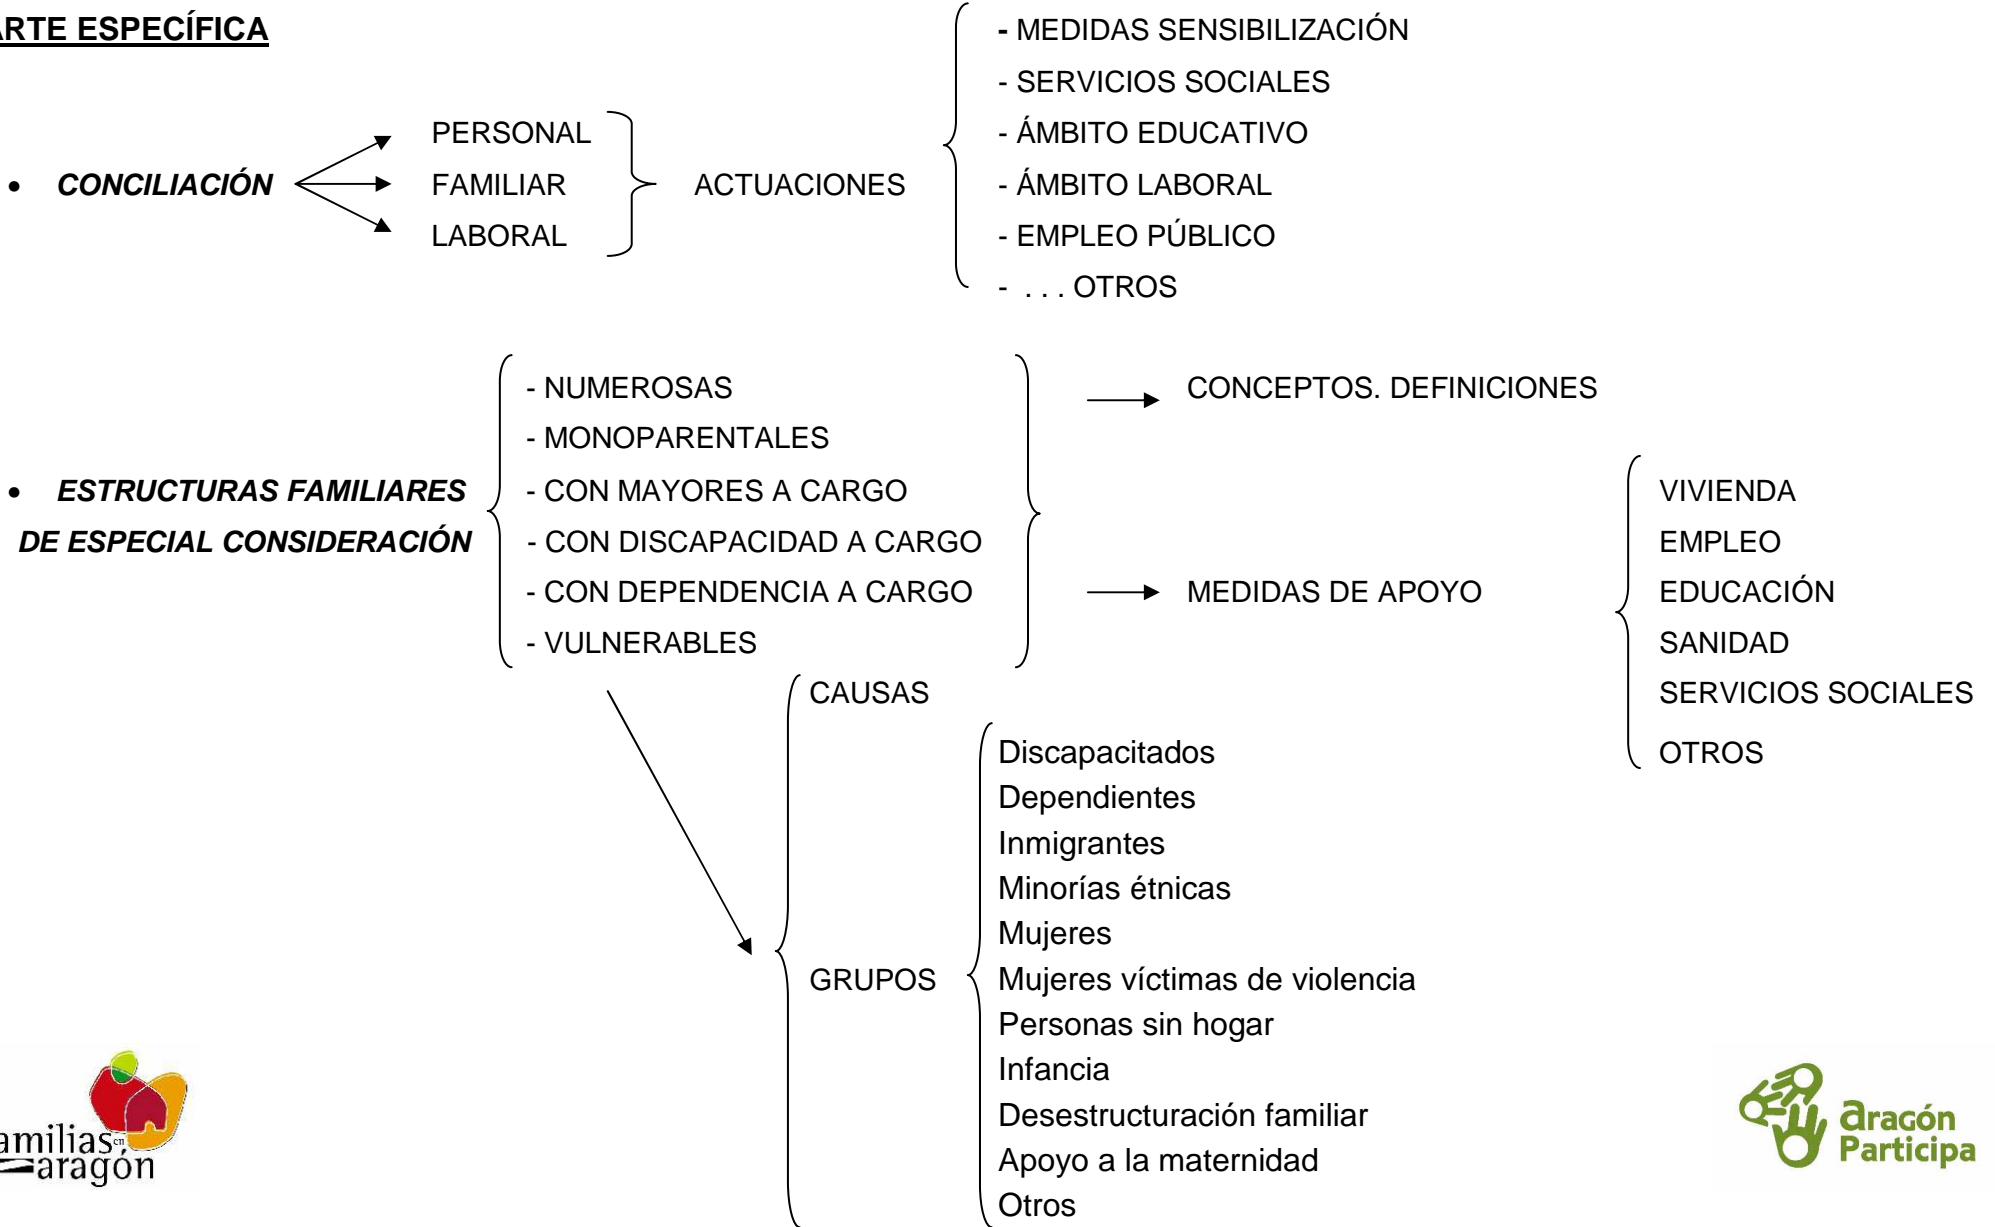 ARTE ESPECÍFICA
• CONCILIACIÓN
PERSONAL
FAMILIAR
LABORAL
ACTUACIONES
- MEDIDAS SENSIBILIZACIÓN
- SERVICIOS SOCIALES
- ÁMBITO EDUCATIVO
- ÁMBITO LABORAL
- EMPLEO PÚBLICO
- . . . OTROS
• ESTRUCTURAS FAMILIARES
DE ESPECIAL CONSIDERACIÓN
- NUMEROSAS
- MONOPARENTALES
- CON MAYORES A CARGO
- CON DISCAPACIDAD A CARGO
- CON DEPENDENCIA A CARGO
- VULNERABLES
CONCEPTOS. DEFINICIONES
MEDIDAS DE APOYO
VIVIENDA
EMPLEO
EDUCACIÓN
SANIDAD
SERVICIOS SOCIALES
OTROS
CAUSAS
GRUPOS
Discapacitados
Dependientes
Inmigrantes
Minorías étnicas
Mujeres
Mujeres víctimas de violencia
Personas sin hogar
Infancia
Desestructuración familiar
Apoyo a la maternidad
Otros
amilias en
aragón
aragón
Participa